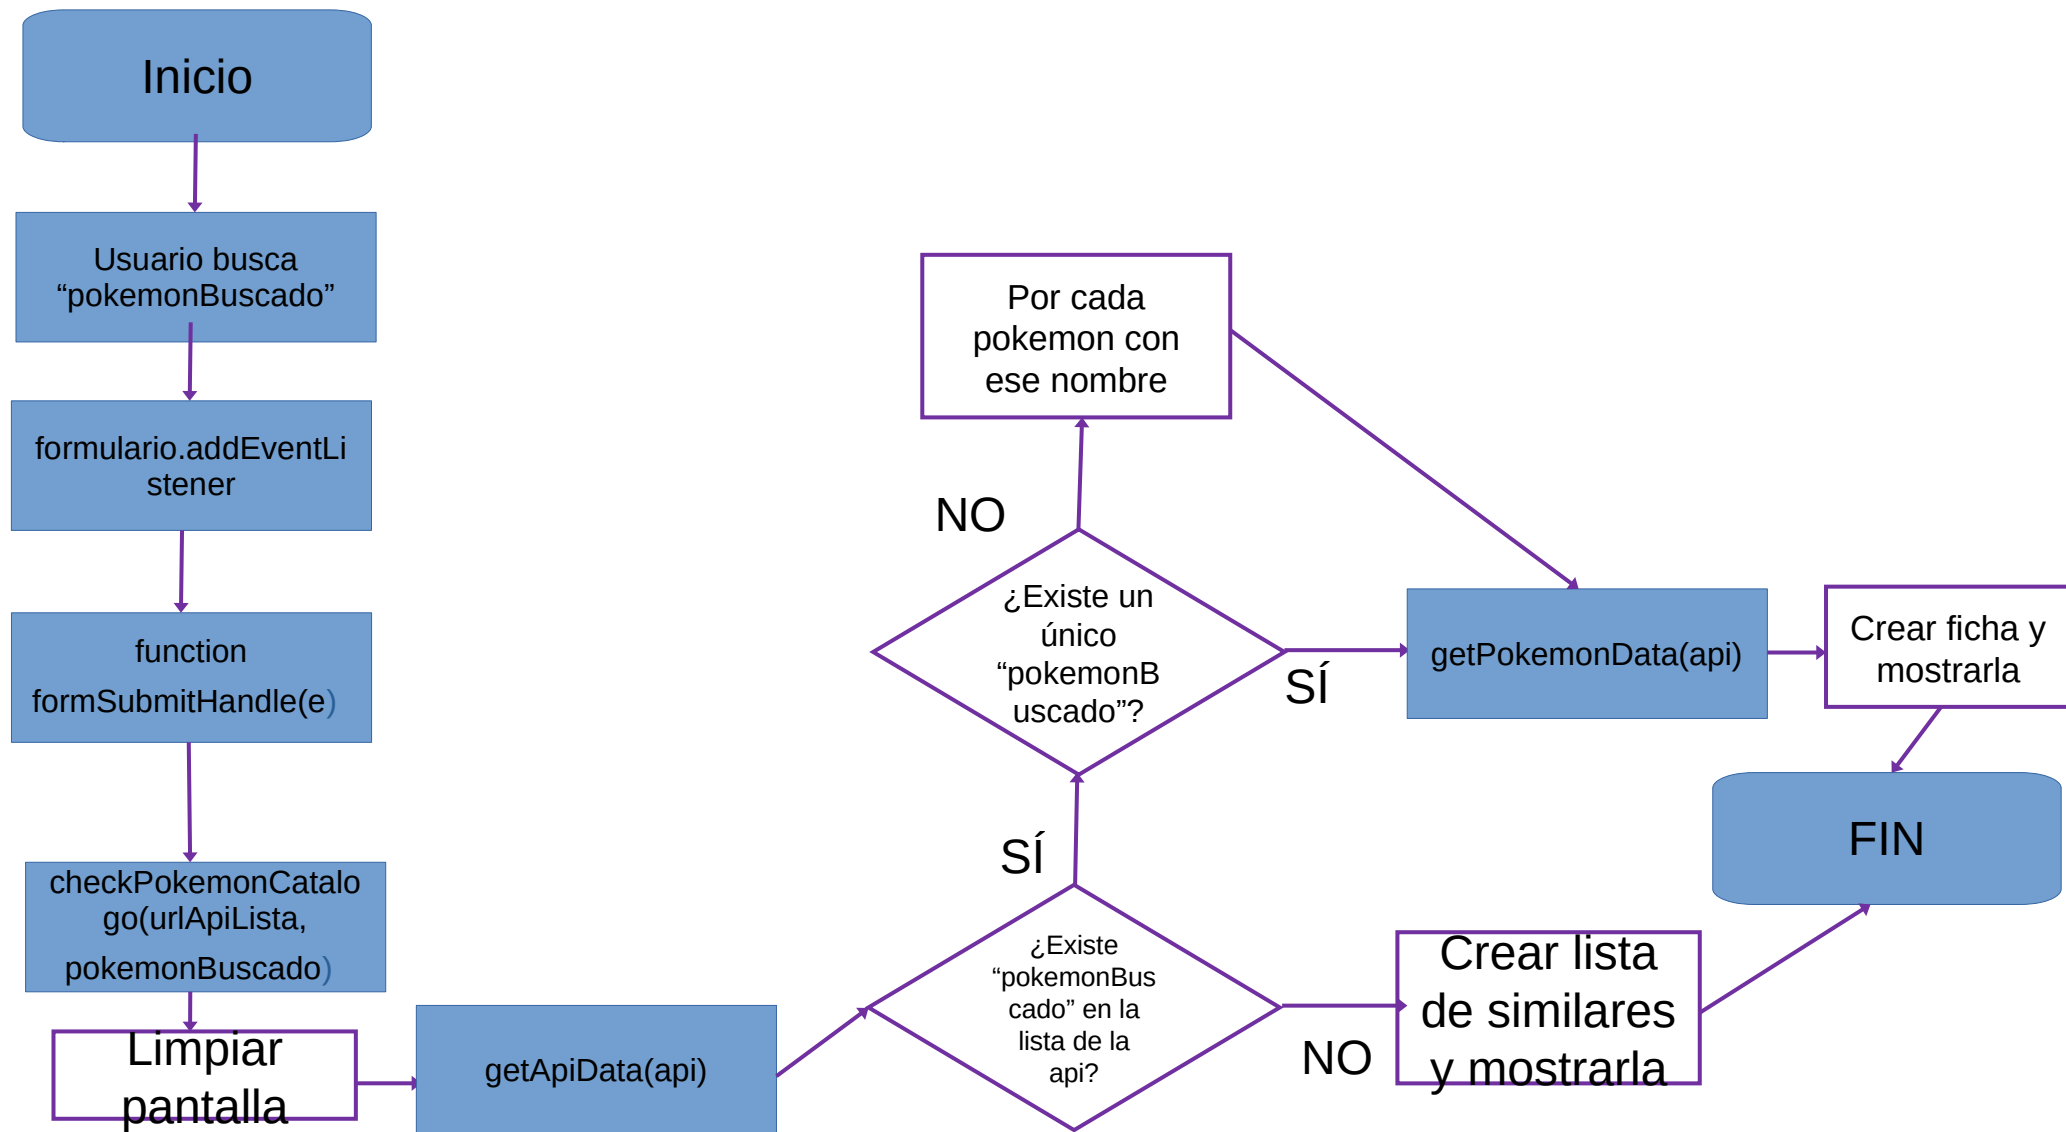 Inicio
Usuario busca
“pokemonBuscado”
formulario.addEventLi
stener
function
formSubmitHandle(e)
checkPokemonCatalo
go(urlApiLista,
pokemonBuscado)
Limpiar
pantalla
getApiData(api)
¿Existe
“pokemonBus
cado” en la
lista de la
api?
SÍ
NO
¿Existe un
único
“pokemonB
uscado”?
NO
SÍ
Por cada
pokemon con
ese nombre
getPokemonData(api)
Crear ficha y
mostrarla
Crear lista
de similares
y mostrarla
FIN